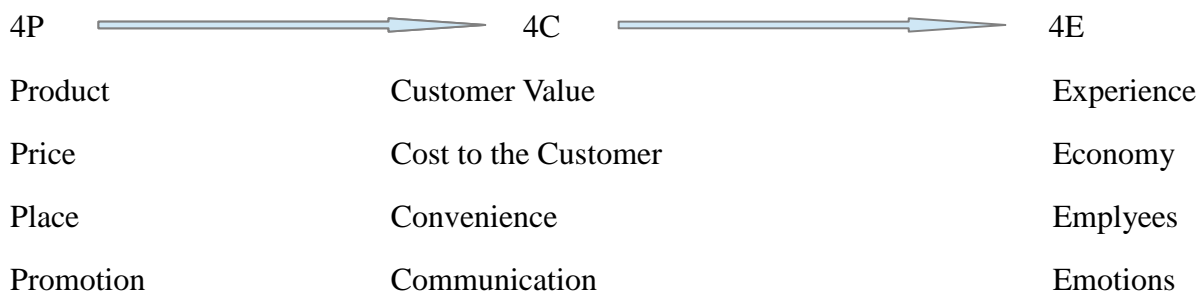 4P 4C 4E
Product Customer Value Experience
Price Cost to the Customer Economy
Place Convenience Emplyees
Promotion Communication Emotions